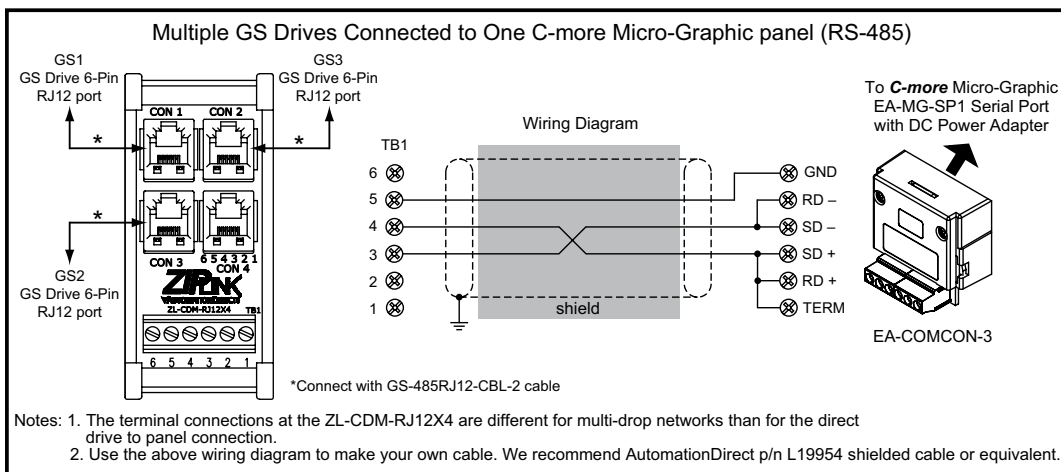 Multiple GS Drives Connected to One C-more Micro-Graphic panel (RS-485)
GS1
GS Drive 6-Pin
RJ12 port
GS3
GS Drive 6-Pin
RJ12 port
CON 1
CON 2
*
*
*
GS2
GS Drive 6-Pin
RJ12 port
CON 3
6 5 4 3 2 1
CON 4
ZIPLINK
AUTOMATIONDIRECT
ZL-CDM-RJ12X4
TB1
6 5 4 3 2 1
*Connect with GS-485RJ12-CBL-2 cable
Wiring Diagram
TB1
6
5
4
3
2
1
shield
GND
RD –
SD –
SD +
RD +
TERM
To C-more Micro-Graphic
EA-MG-SP1 Serial Port
with DC Power Adapter
EA-COMCON-3
Notes: 1. The terminal connections at the ZL-CDM-RJ12X4 are different for multi-drop networks than for the direct
drive to panel connection.
2. Use the above wiring diagram to make your own cable. We recommend AutomationDirect p/n L19954 shielded cable or equivalent.